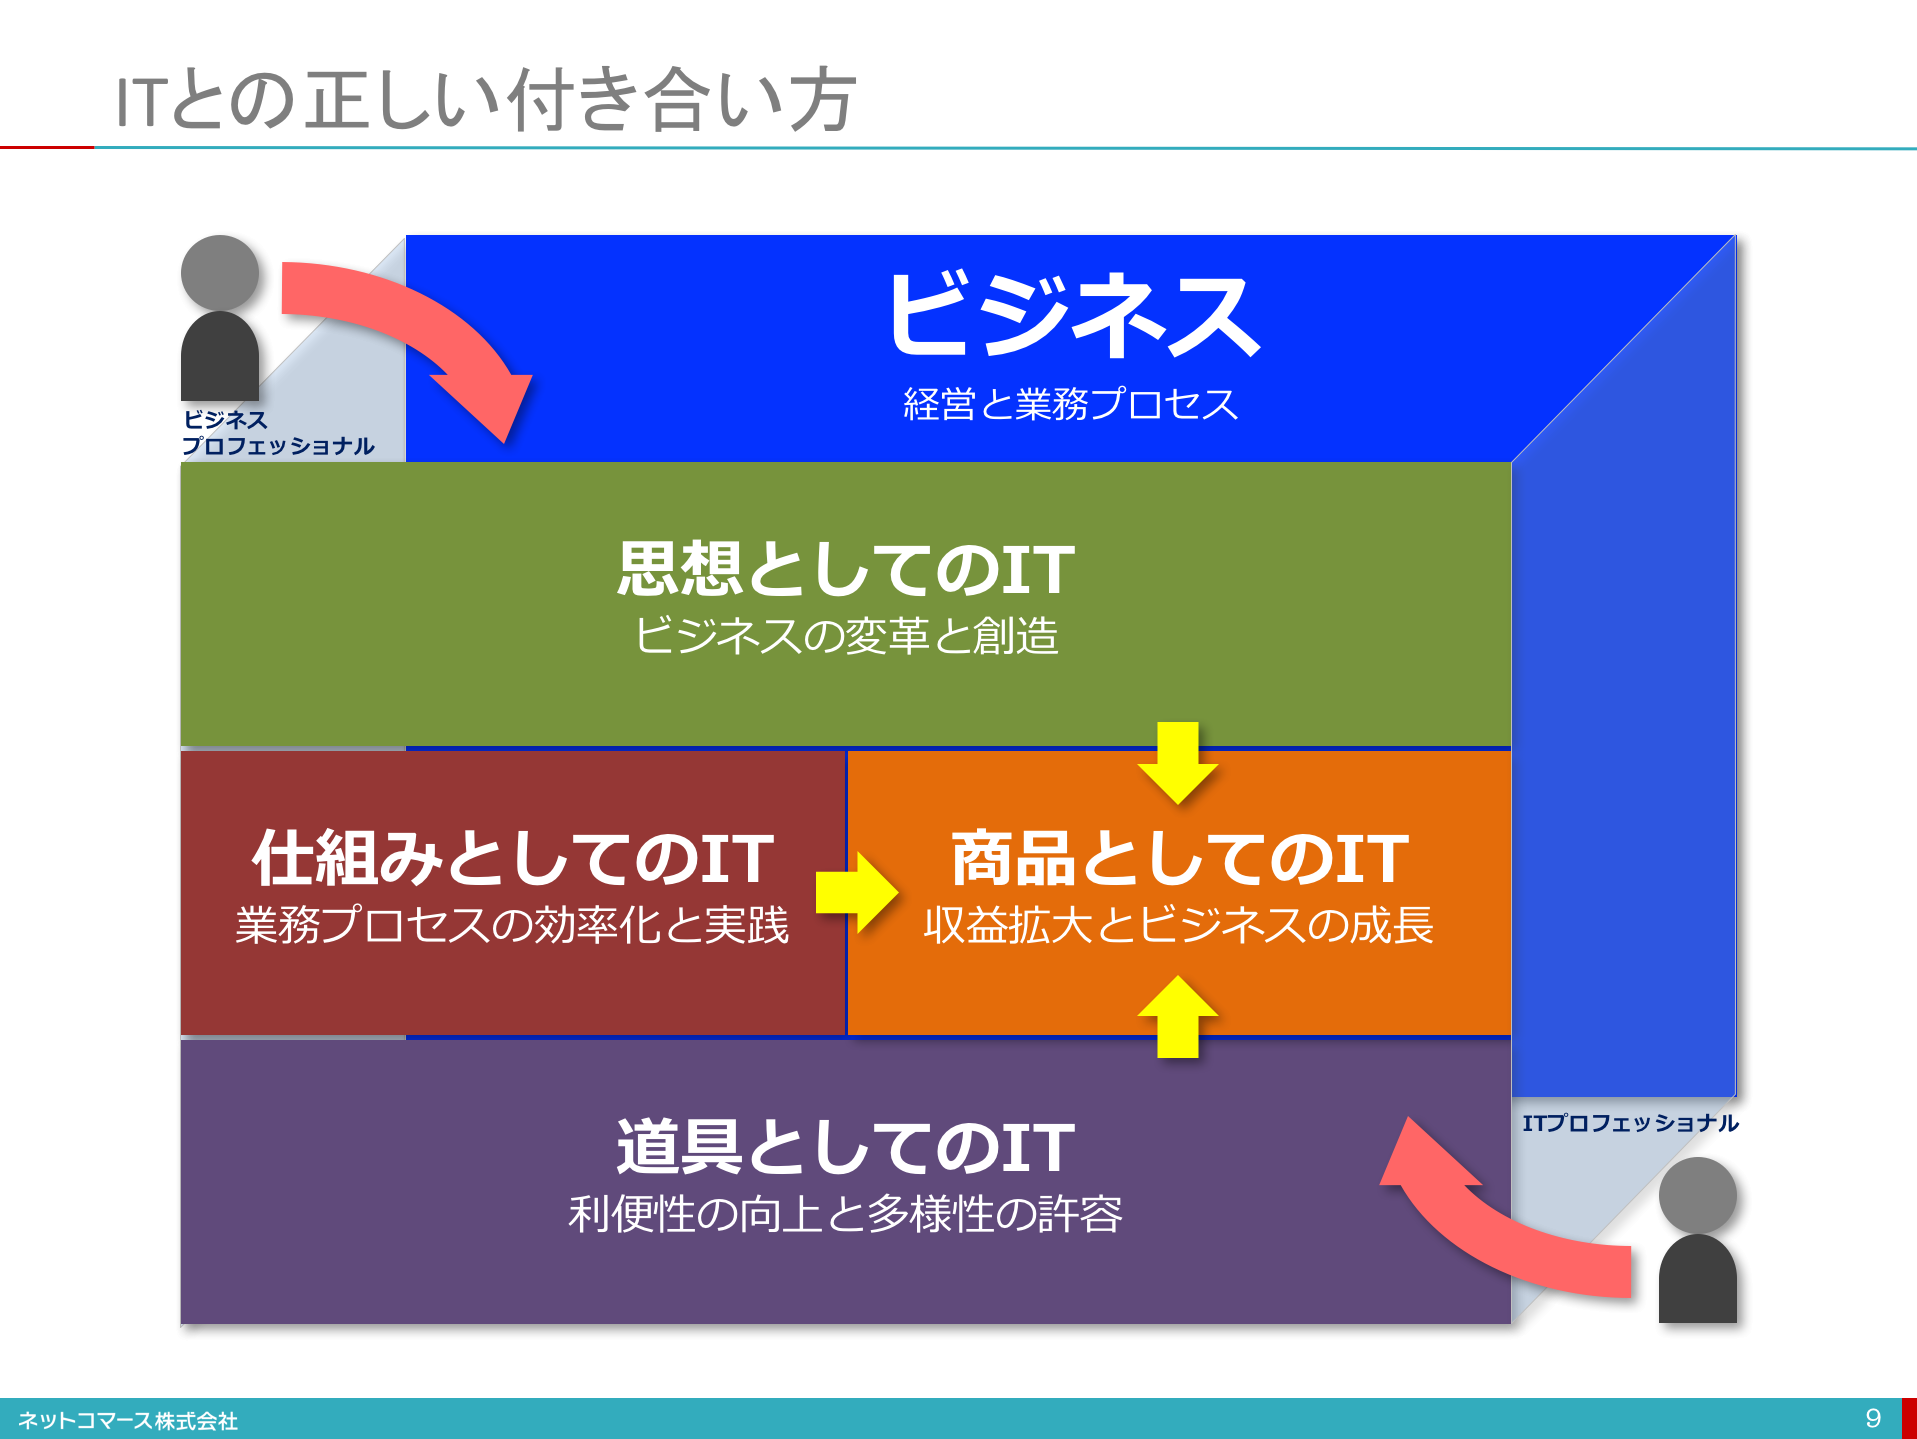 ITとの正しい付き合い方
ビジネス
経営と業務プロセス
ビジネス
プロフェッショナル
思想としてのIT
ビジネスの変革と創造
仕組みとしてのIT
業務プロセスの効率化と実践
商品としてのIT
収益拡大とビジネスの成長
道具としてのIT
利便性の向上と多様性の許容
ITプロフェッショナル
ネットコマース株式会社
9